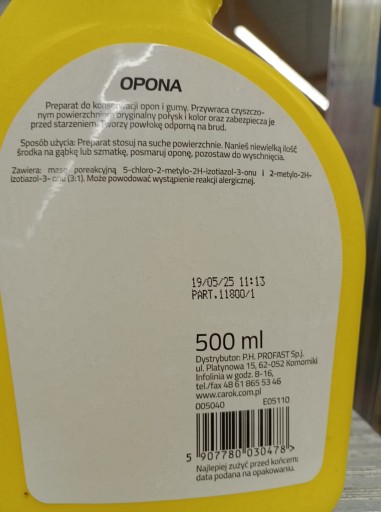 OPONA
Preparat do konserwacji opon i gumy. Przywraca czyszczo-
nym powierzchniom oryginalny połysk i kolor oraz zabezpiecza je
przed starzeniem. Tworzy powłokę odporną na brud.
Sposób użycia: Preparat stosuj na suche powierzchnie. Nanieś niewielką ilość
środka na gąbkę lub szmatkę, posmaruj oponę, pozostaw do wyschnięcia.
Zawiera: masę poreakcyjną 5-chloro-2-metylo-2H-izotiazol-3-onu i 2-metylo-2H-
izotiazol-3-onu (3:1). Może powodować wystąpienie reakcji alergicznej.
19/05/25 11:13
PART.11800/1
500 ml
Dystrybutor: P.H. PROFAST Sp.j.
ul. Platynowa 15, 62-052 Komorniki
Infolinia w godz. 8-16,
tel./fax 48 61 865 53 46
www.carok.com.pl
D05040 E05110
5 907780 030478>
Najlepiej zużyć przed końcem:
data podana na opakowaniu.